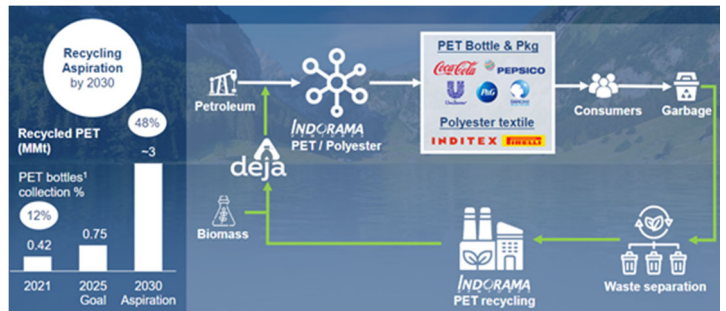 Recycling
Aspiration
by 2030
Recycled PET
(MMt)
48%
~3
PET bottles¹
collection %
12%
0.42
0.75
2021
2025
Goal
2030
Aspiration
Petroleum
INDORAMA
PET / Polyester
PET Bottle & Pkg
Coca-Cola
PEPSICO
Unilever
P&G
DANONE
Polyester textile
INDITEX
PIRELLI
Consumers
Garbage
deja
Biomass
INDORAMA
PET recycling
Waste separation